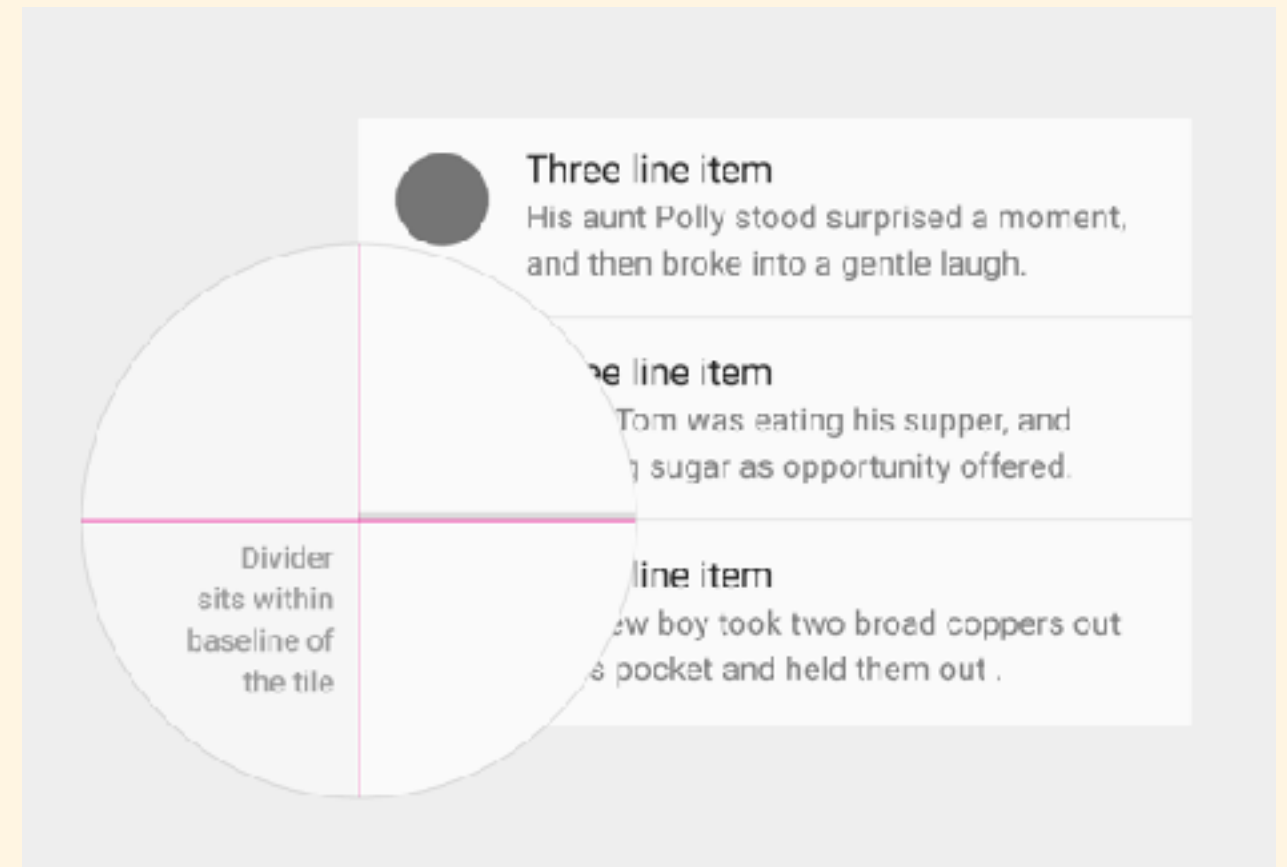 Three line item
His aunt Polly stood surprised a moment,
and then broke into a gentle laugh.
line item
Tom was eating his supper, and
sugar as opportunity offered.
line item
boy took two broad coppers out
pocket and held them out .
Divider
sits within
baseline of
the tile